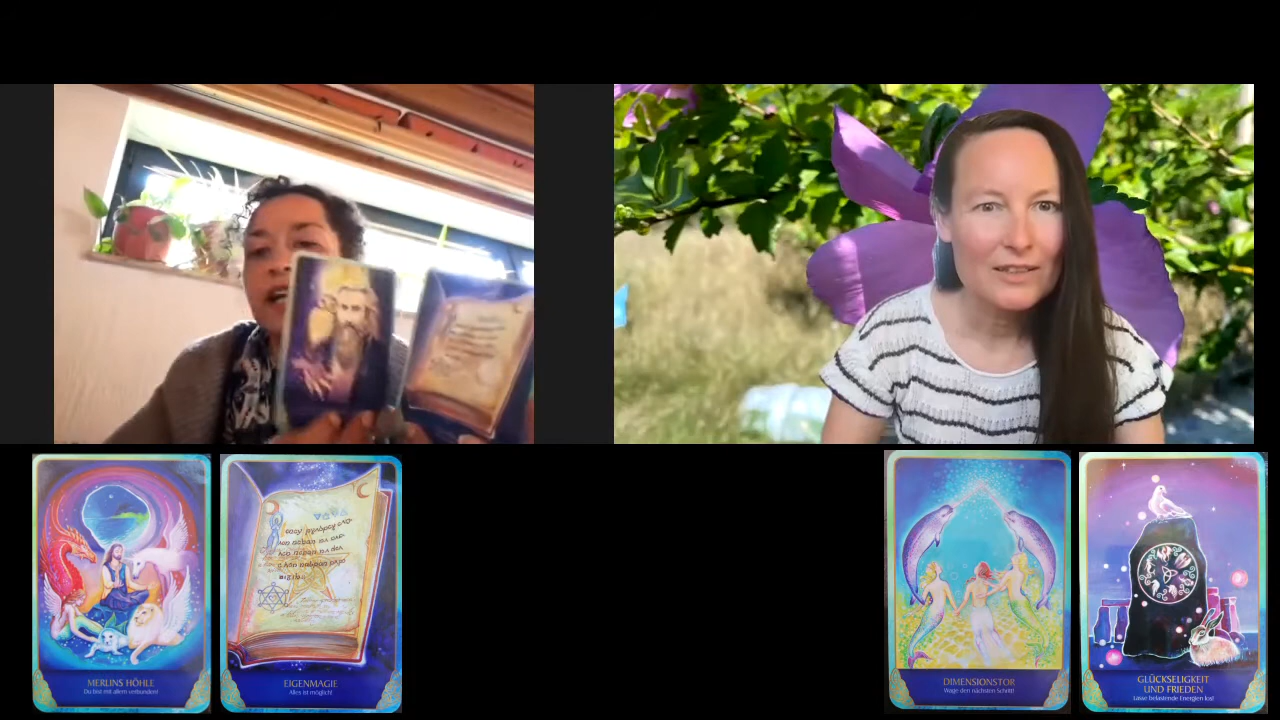 MERLINS HÖHLE
Du bist mit allem verbunden!
EIGENMAGIE
Alles ist möglich!
DIMENSIONSTOR
Wage den nächsten Schritt!
GLÜCKSELIGKEIT
UND FRIEDEN
Lasse belastende Energien los!